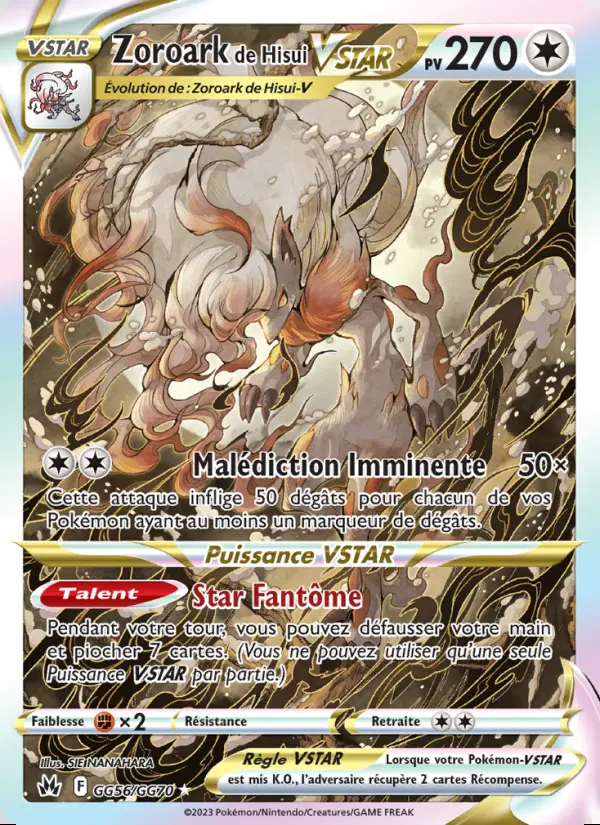 VSTAR Zoroark de Hisui VSTAR PV 270
Évolution de : Zoroark de Hisui-V
Malédiction Imminente 50×
Cette attaque inflige 50 dégâts pour chacun de vos
Pokémon ayant au moins un marqueur de dégâts.
Puissance VSTAR
Talent Star Fantôme
Pendant votre tour, vous pouvez défausser votre main
et piocher 7 cartes. (Vous ne pouvez utiliser qu'une seule
Puissance VSTAR par partie.)
Faiblesse ×2 Résistance Retraite
Illus. SIE NANAHARA
Règle VSTAR Lorsque votre Pokémon-VSTAR
est mis K.O., l'adversaire récupère 2 cartes Récompense.
F GG56/GG70
©2023 Pokémon/Nintendo/Creatures/GAME FREAK